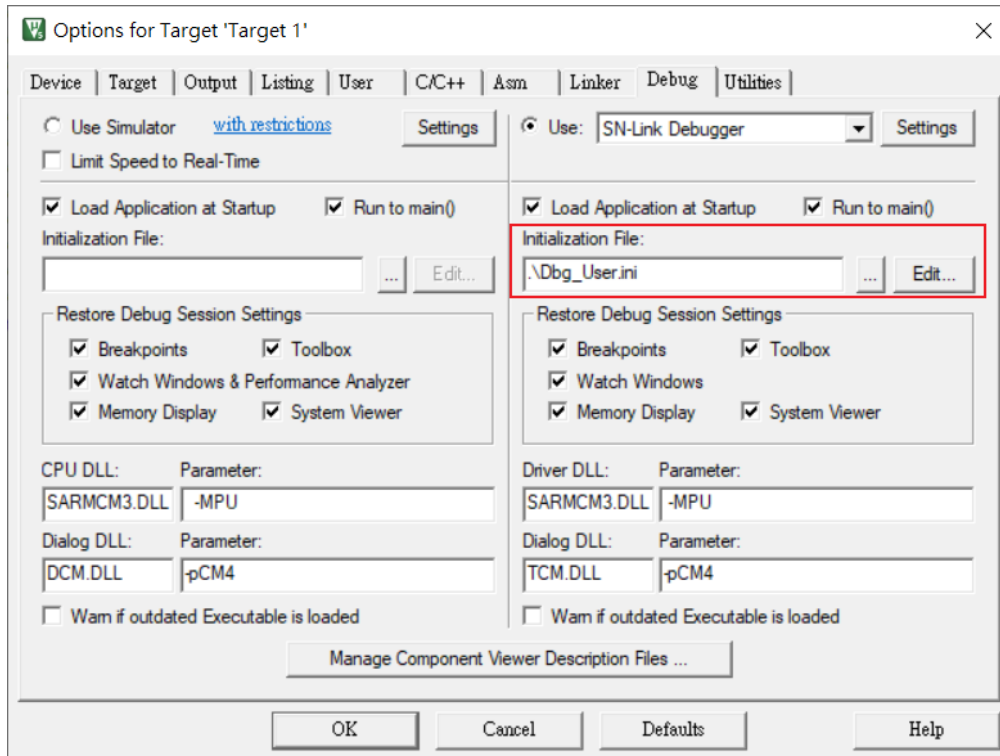 Options for Target 'Target 1'
Device Target Output Listing User C/C++ Asm Linker Debug Utilities
Use Simulator with restrictions Settings
Limit Speed to Real-Time
Load Application at Startup Run to main()
Initialization File:
... Edit...
Restore Debug Session Settings
Breakpoints Toolbox
Watch Windows & Performance Analyzer
Memory Display System Viewer
CPU DLL: Parameter:
SARMCM3.DLL -MPU
Dialog DLL: Parameter:
DCM.DLL -pCM4
Warn if outdated Executable is loaded
Use: SN-Link Debugger Settings
Load Application at Startup Run to main()
Initialization File:
.\Dbg_User.ini ... Edit...
Restore Debug Session Settings
Breakpoints Toolbox
Watch Windows
Memory Display System Viewer
Driver DLL: Parameter:
SARMCM3.DLL -MPU
Dialog DLL: Parameter:
TCM.DLL -pCM4
Warn if outdated Executable is loaded
Manage Component Viewer Description Files ...
OK Cancel Defaults Help